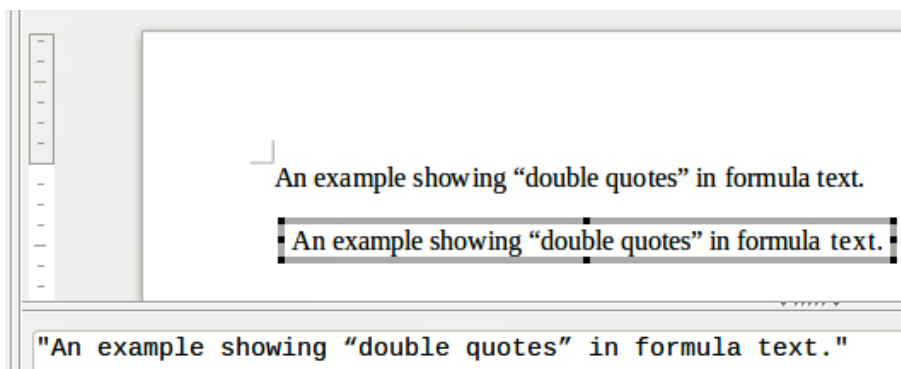 An example showing “double quotes” in formula text.
An example showing “double quotes” in formula text.
"An example showing “double quotes” in formula text."